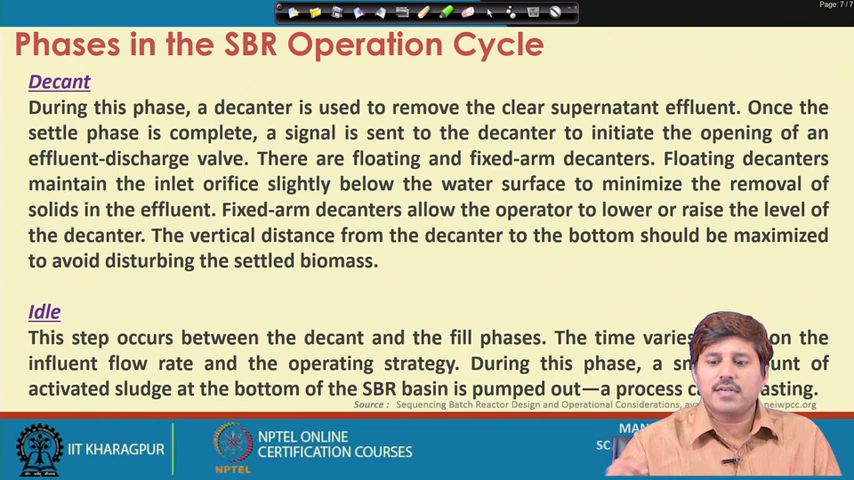 Page: 7 / 7
Phases in the SBR Operation Cycle
Decant
During this phase, a decanter is used to remove the clear supernatant effluent. Once the
settle phase is complete, a signal is sent to the decanter to initiate the opening of an
effluent-discharge valve. There are floating and fixed-arm decanters. Floating decanters
maintain the inlet orifice slightly below the water surface to minimize the removal of
solids in the effluent. Fixed-arm decanters allow the operator to lower or raise the level of
the decanter. The vertical distance from the decanter to the bottom should be maximized
to avoid disturbing the settled biomass.
Idle
This step occurs between the decant and the fill phases. The time varies on the
influent flow rate and the operating strategy. During this phase, a of
activated sludge at the bottom of the SBR basin is pumped out—a process
Source : Sequencing Batch Reactor Design and Operational Considerations, neiwpcc.org
IIT KHARAGPUR
NPTEL
NPTEL ONLINE
CERTIFICATION COURSES